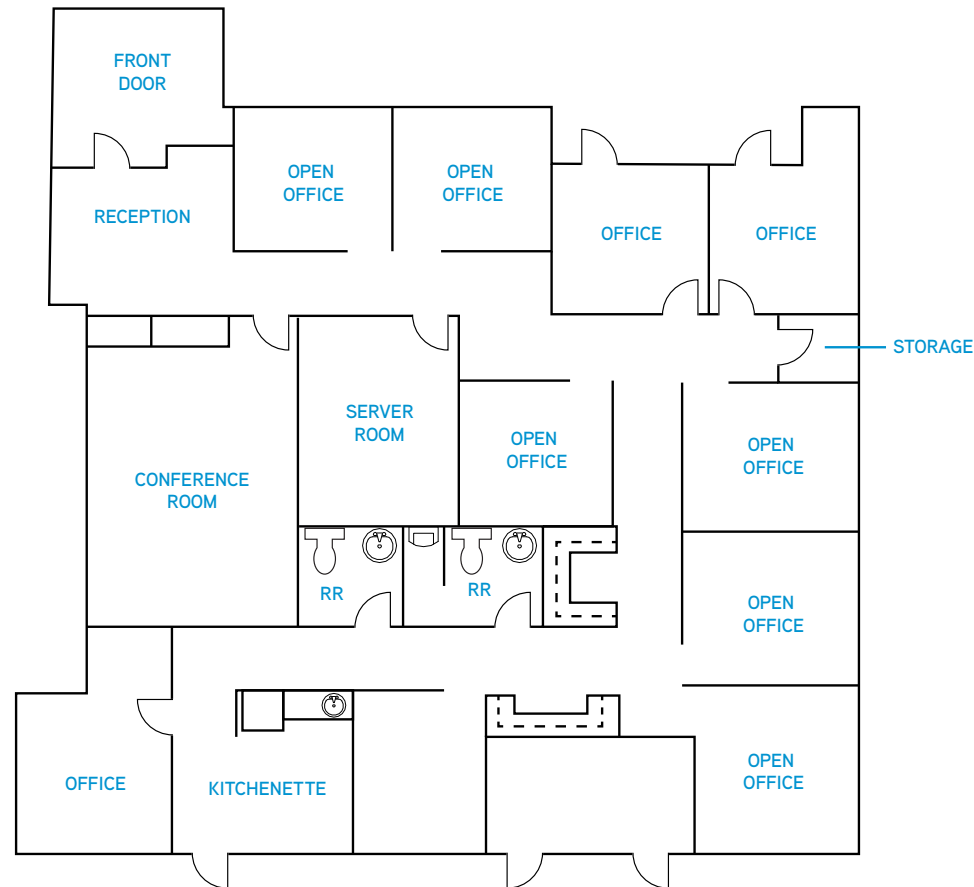 FRONT
DOOR
OPEN
OFFICE
OPEN
OFFICE
RECEPTION
OFFICE
OFFICE
STORAGE
SERVER
ROOM
OPEN
OFFICE
OPEN
OFFICE
CONFERENCE
ROOM
RR
RR
OPEN
OFFICE
OFFICE
KITCHENETTE
OPEN
OFFICE